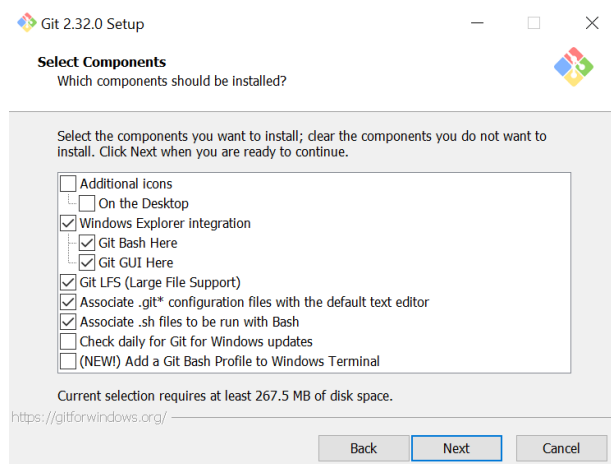 Git 2.32.0 Setup
Select Components
Which components should be installed?
Select the components you want to install; clear the components you do not want to
install. Click Next when you are ready to continue.
Additional icons
On the Desktop
Windows Explorer integration
Git Bash Here
Git GUI Here
Git LFS (Large File Support)
Associate .git* configuration files with the default text editor
Associate .sh files to be run with Bash
Check daily for Git for Windows updates
(NEW!) Add a Git Bash Profile to Windows Terminal
Current selection requires at least 267.5 MB of disk space.
https://gitforwindows.org/
Back Next Cancel